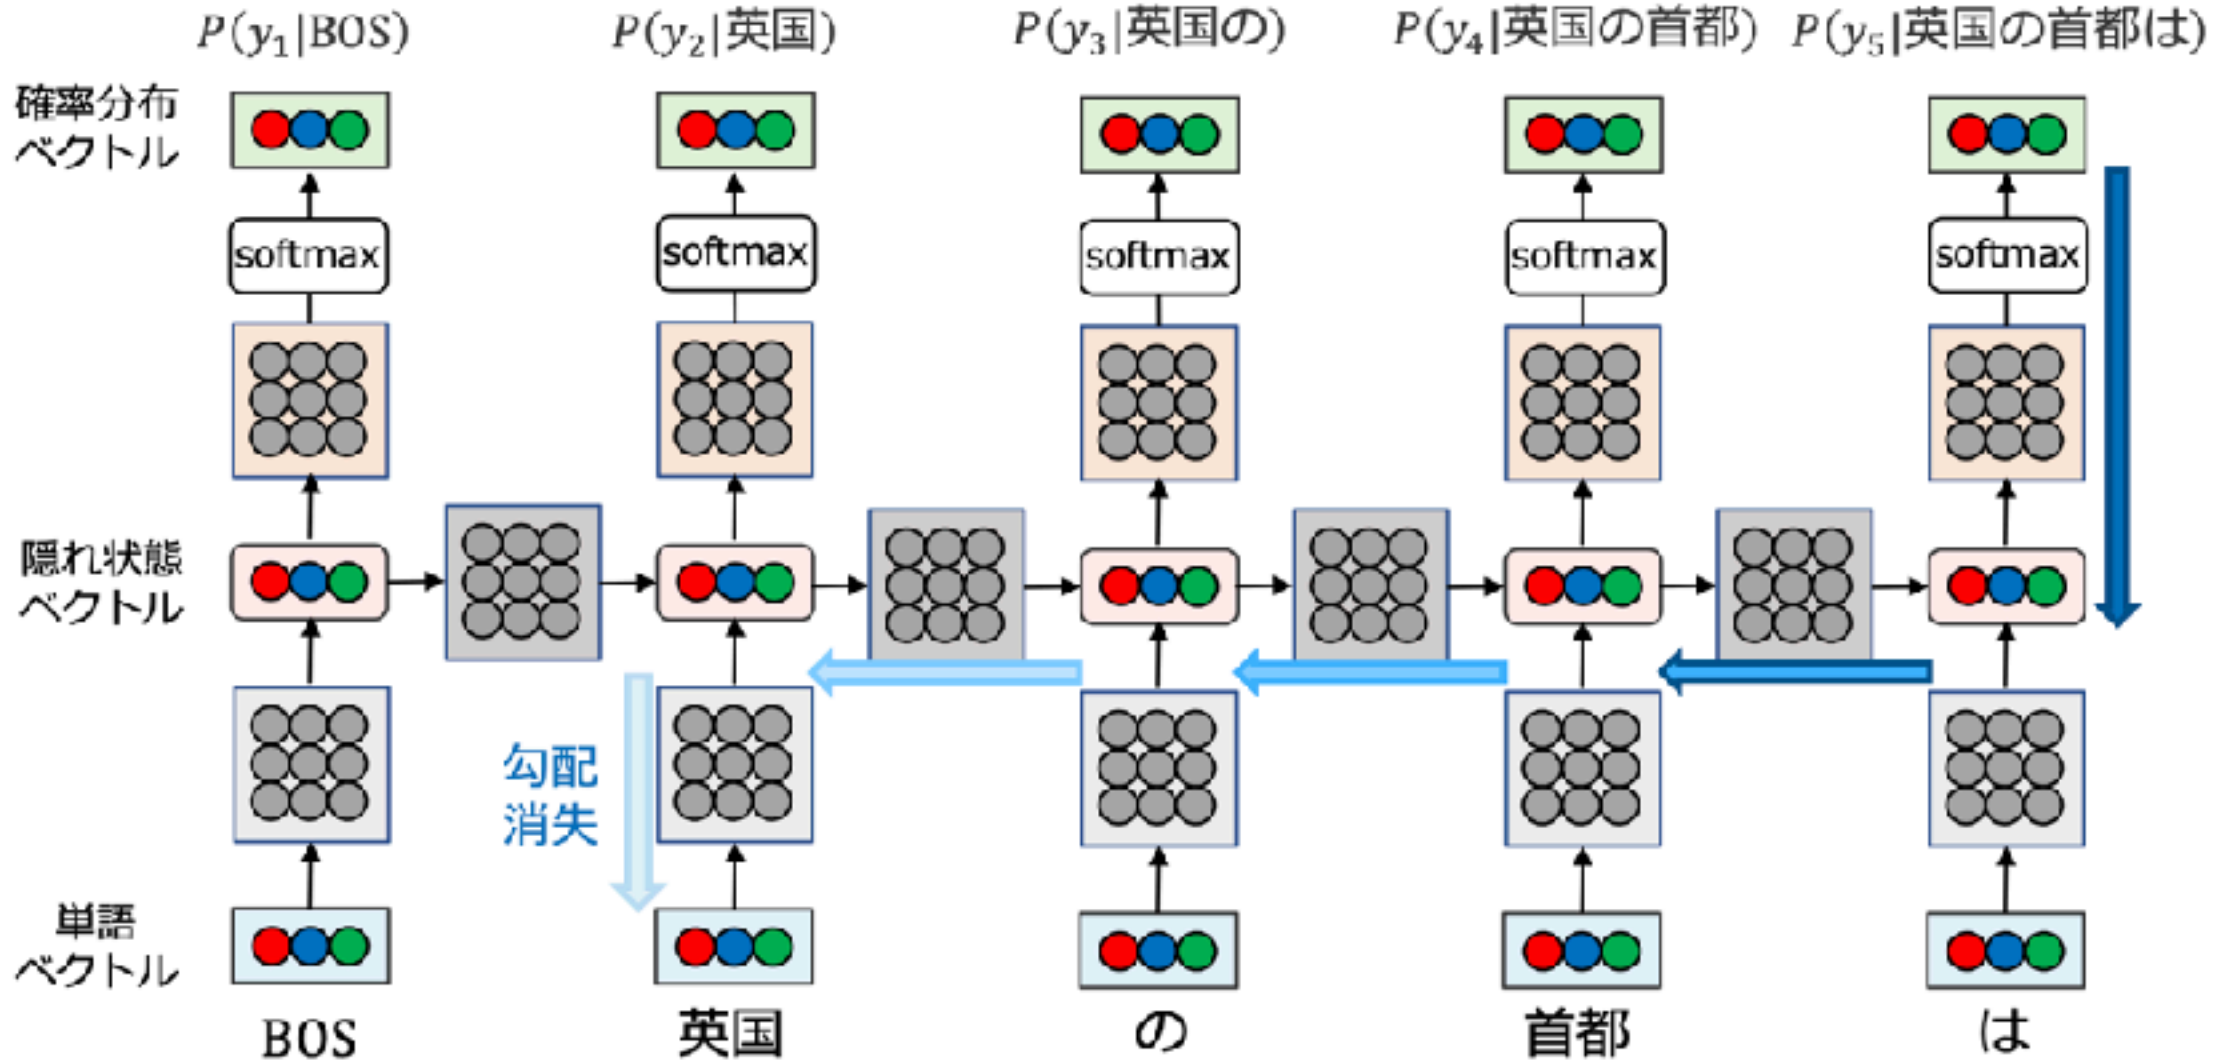 P(y₁|BOS)
P(y₂|英国)
P(y₃|英国の)
P(y₄|英国の首都)
P(y₅|英国の首都は)
確率分布
ベクトル
softmax
softmax
softmax
softmax
softmax
隠れ状態
ベクトル
勾配
消失
単語
ベクトル
BOS
英国
の
首都
は